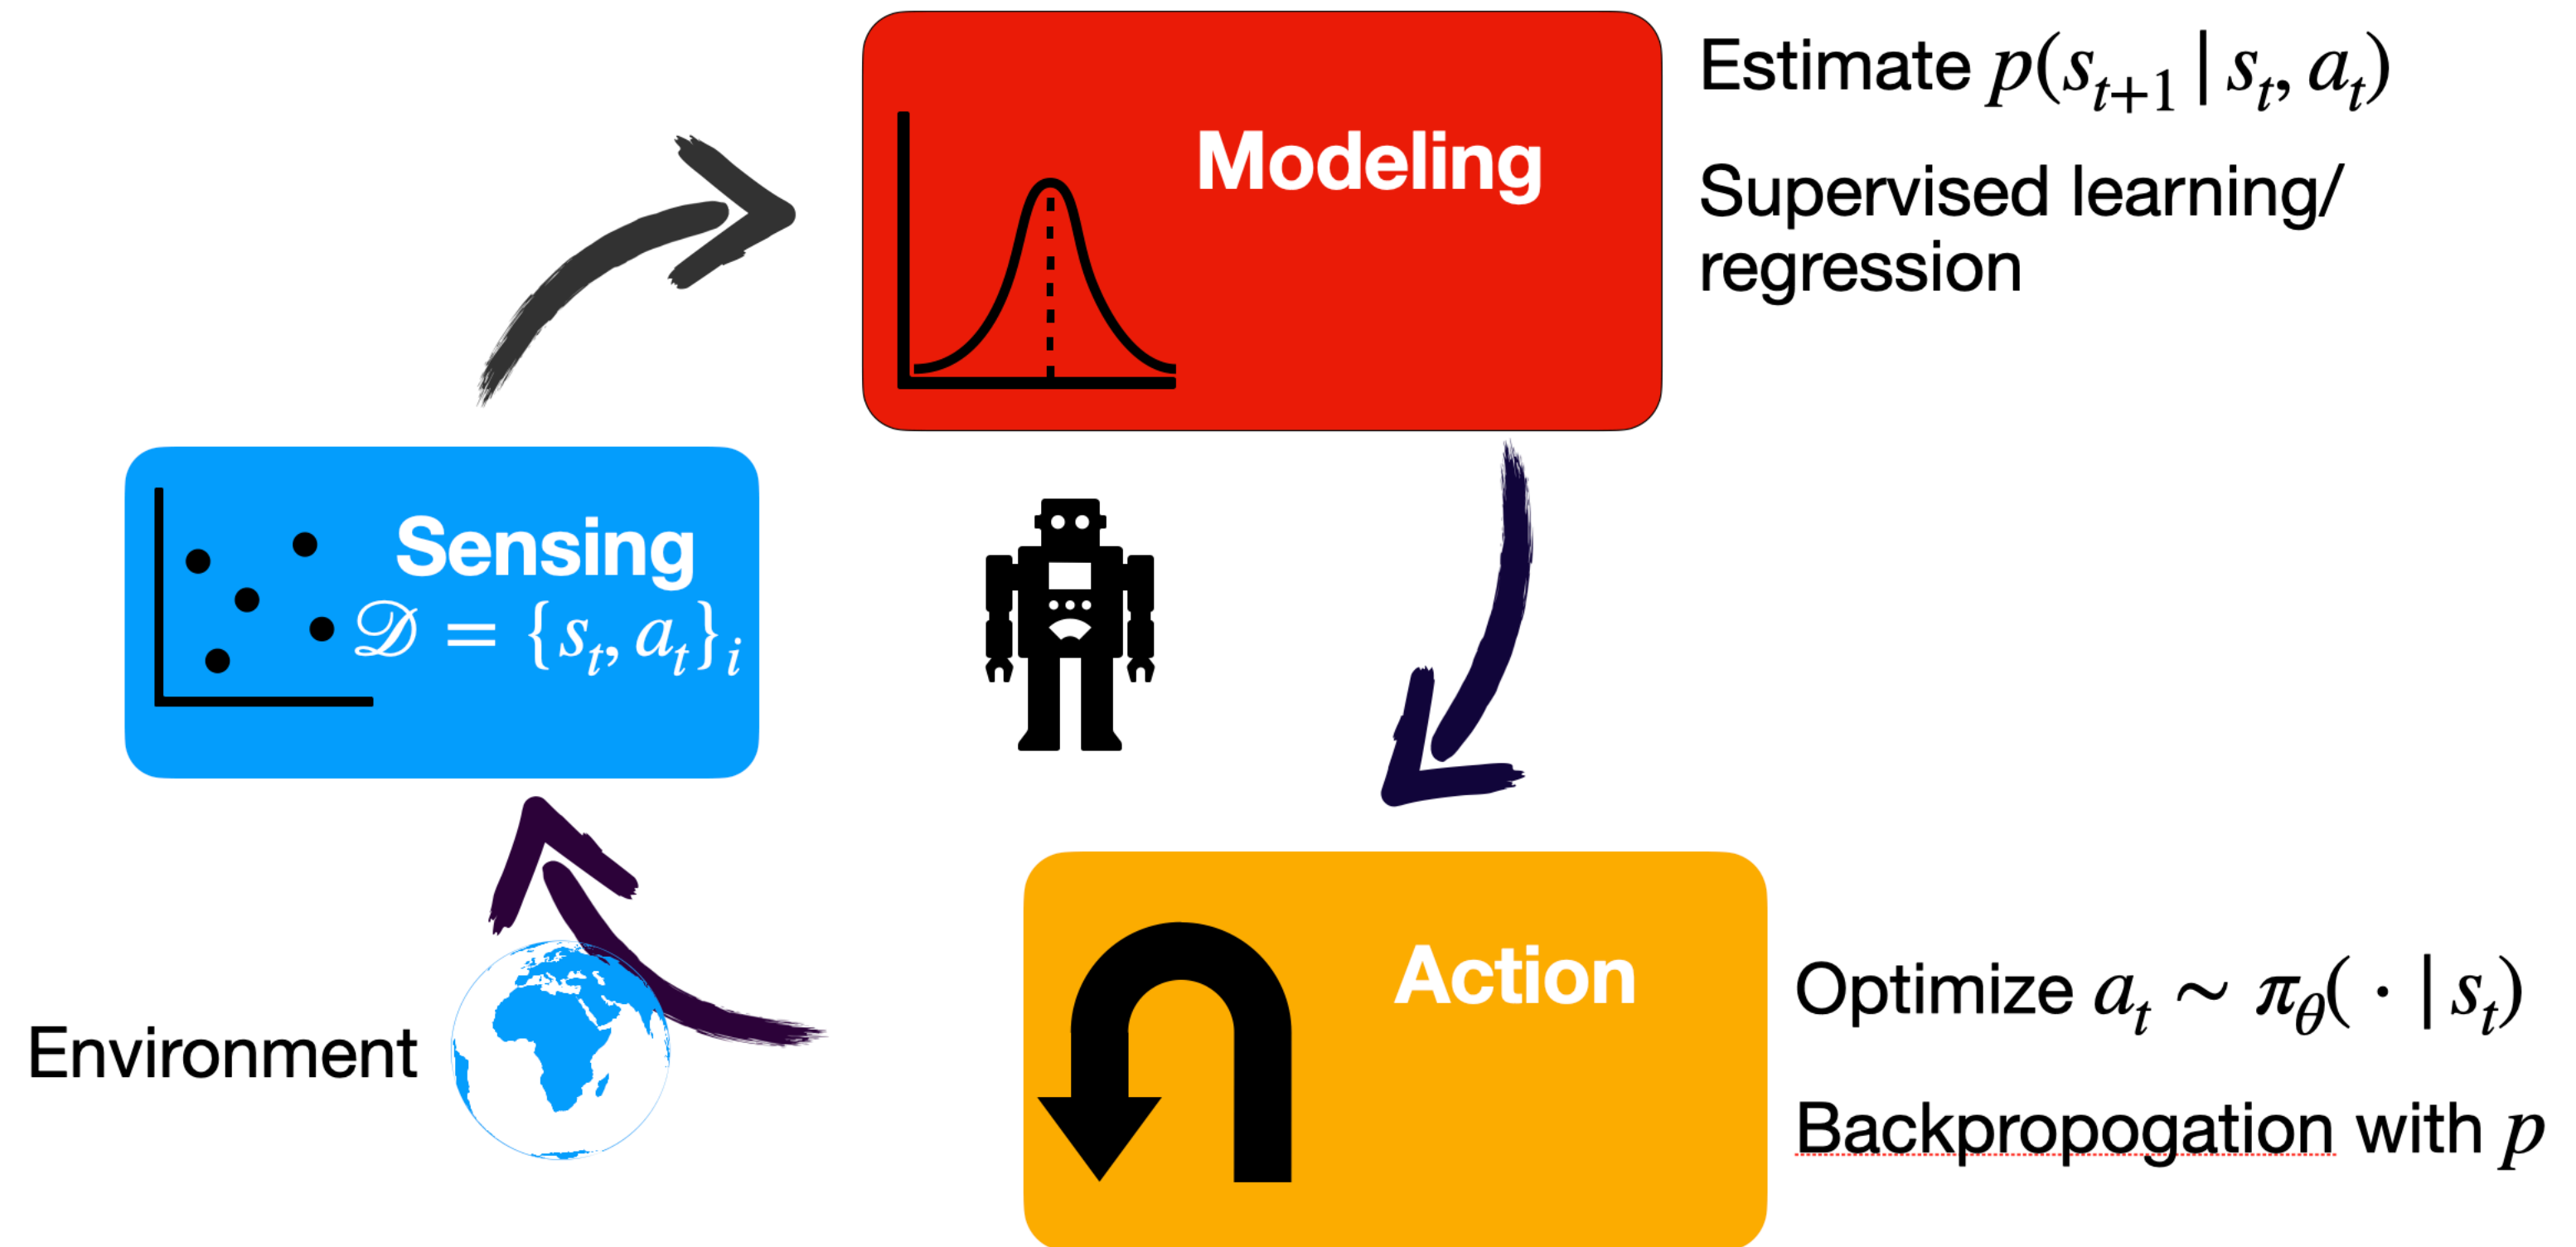 Estimate p(s_{t+1} | s_t, a_t)
Modeling
Supervised learning/
regression
Sensing
𝒟 = {s_t, a_t}_i
Action
Optimize a_t ~ π_θ( · | s_t)
Environment
Backpropogation with p